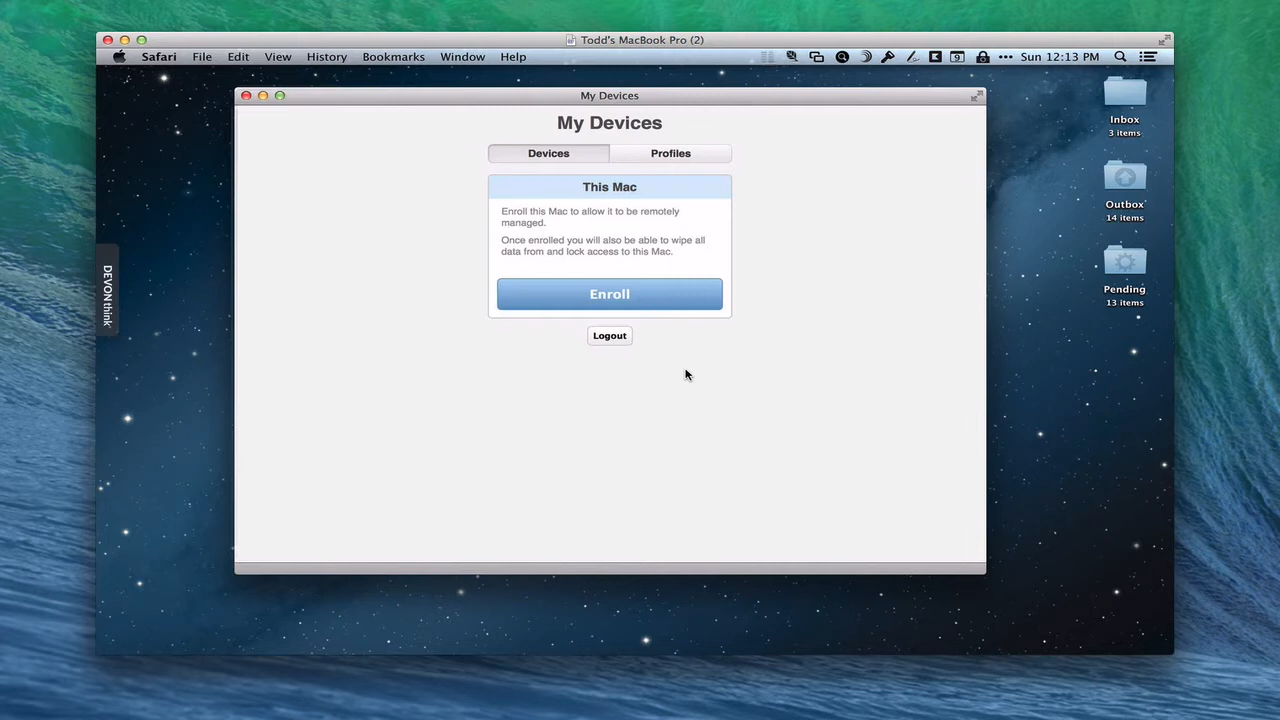 Todd's MacBook Pro (2)
Safari File Edit View History Bookmarks Window Help 9 Sun 12:13 PM
My Devices
My Devices
Devices Profiles
This Mac
Enroll this Mac to allow it to be remotely
managed.
Once enrolled you will also be able to wipe all
data from and lock access to this Mac.
Enroll
Logout
DEVONthink
Inbox
3 items
Outbox
14 items
Pending
13 items